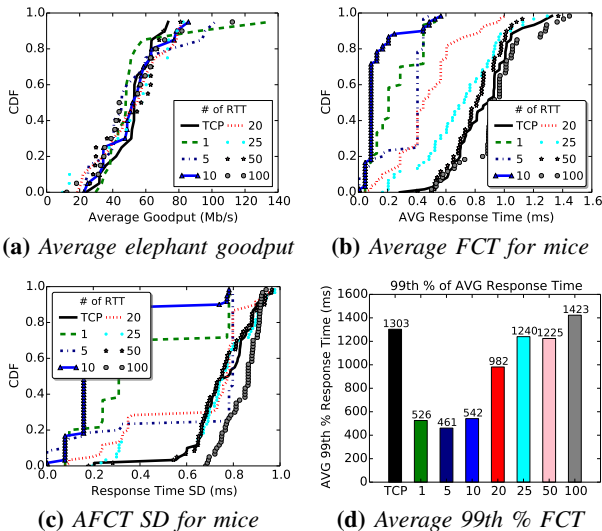 1.0
0.8
0.6
0.4
0.2
0.0
CDF
0 20 40 60 80 100 120 140
Average Goodput (Mb/s)
# of RTT
TCP 20
1 25
5 50
10 100
(a) Average elephant goodput
1.0
0.8
0.6
0.4
0.2
0.0
CDF
0.0 0.2 0.4 0.6 0.8 1.0 1.2 1.4 1.6
AVG Response Time (ms)
# of RTT
TCP 20
1 25
5 50
10 100
(b) Average FCT for mice
1.0
0.8
0.6
0.4
0.2
0.0
CDF
0.0 0.2 0.4 0.6 0.8 1.0
Response Time SD (ms)
# of RTT
TCP 20
1 25
5 50
10 100
(c) AFCT SD for mice
99th % of AVG Response Time
1600
1400
1200
1000
800
600
400
200
0
AVG 99th % Response Time (ms)
1303
526
461
542
982
1240
1225
1423
TCP 1 5 10 20 25 50 100
(d) Average 99th % FCT